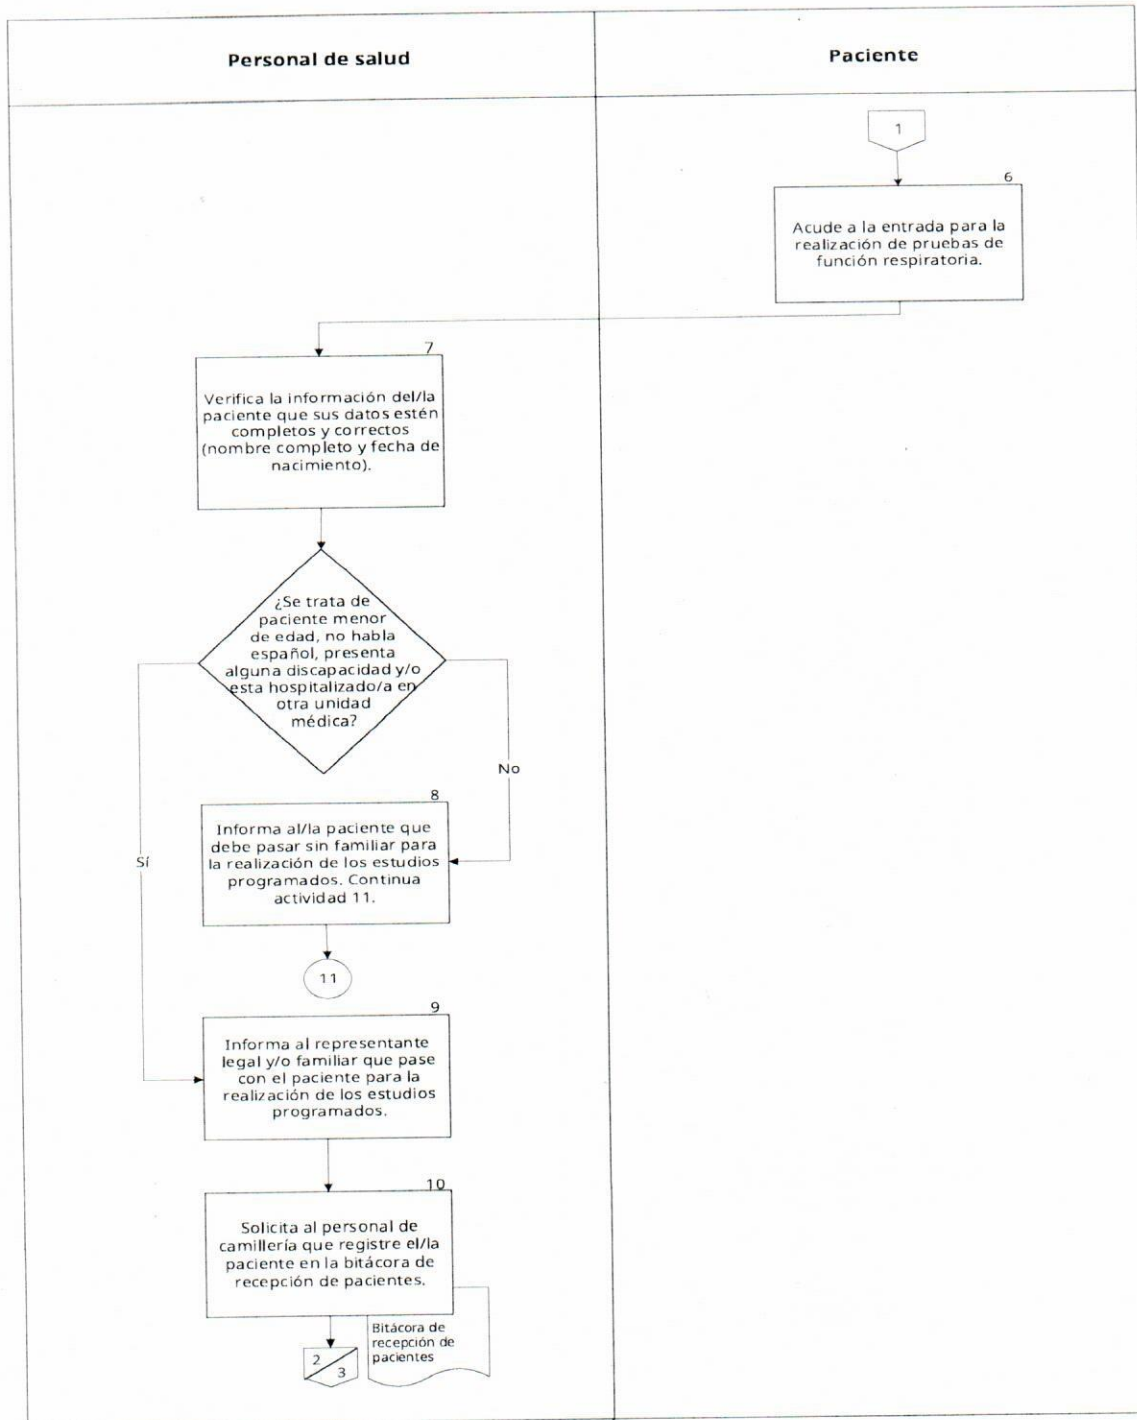 Personal de salud
Paciente
1
6
Acude a la entrada para la
realización de pruebas de
función respiratoria.
7
Verifica la información del/la
paciente que sus datos estén
completos y correctos
(nombre completo y fecha de
nacimiento).
¿Se trata de
paciente menor
de edad, no habla
español, presenta
alguna discapacidad y/o
esta hospitalizado/a en
otra unidad
médica?
No
Sí
8
Informa al/la paciente que
debe pasar sin familiar para
la realización de los estudios
programados. Continua
actividad 11.
11
9
Informa al representante
legal y/o familiar que pase
con el paciente para la
realización de los estudios
programados.
10
Solicita al personal de
camillería que registre el/la
paciente en la bitácora de
recepción de pacientes.
Bitácora de
recepción de
pacientes
2
3